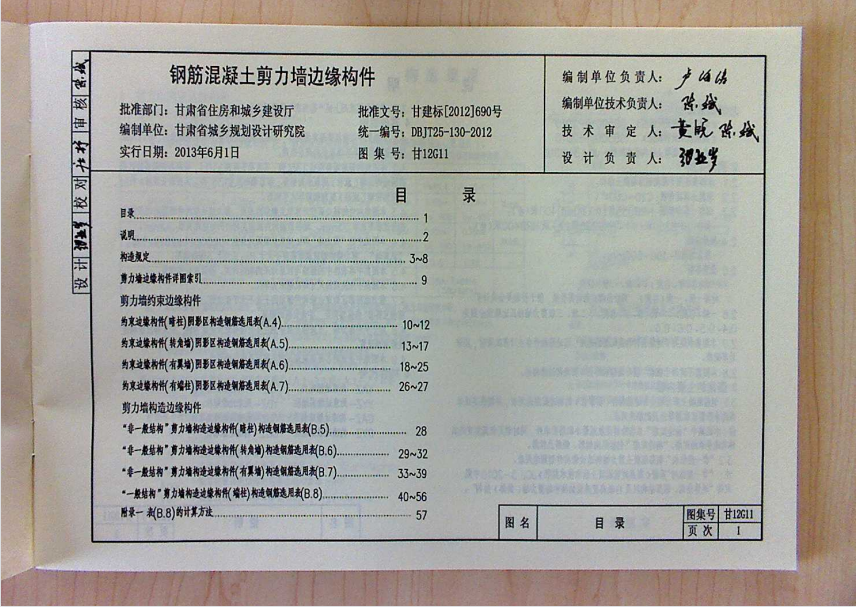 钢筋混凝土剪力墙边缘构件
批准部门：甘肃省住房和城乡建设厅
批准文号：甘建标[2012]690号
编制单位：甘肃省城乡规划设计研究院
统一编号：DBJT25-130-2012
实行日期：2013年6月1日
图 集 号：甘12G11
编制单位负责人：
编制单位技术负责人：
技 术 审 定 人：
设 计 负 责 人：
审核
校对
设计
目 录
目录 1
说明 2
构造规定 3~8
剪力墙边缘构件详图索引 9
剪力墙约束边缘构件
约束边缘构件(暗柱)阴影区构造钢筋选用表(A.4) 10~12
约束边缘构件(转角墙)阴影区构造钢筋选用表(A.5) 13~17
约束边缘构件(有翼墙)阴影区构造钢筋选用表(A.6) 18~25
约束边缘构件(有端柱)阴影区构造钢筋选用表(A.7) 26~27
剪力墙构造边缘构件
"非一般结构"剪力墙构造边缘构件(暗柱)构造钢筋选用表(B.5) 28
"非一般结构"剪力墙构造边缘构件(转角墙)构造钢筋选用表(B.6) 29~32
"非一般结构"剪力墙构造边缘构件(有翼墙)构造钢筋选用表(B.7) 33~39
"一般结构"剪力墙构造边缘构件(端柱)构造钢筋选用表(B.8) 40~56
附录一 表(B.8)的计算方法 57
图 名 目 录 图集号 甘12G11
页 次 1